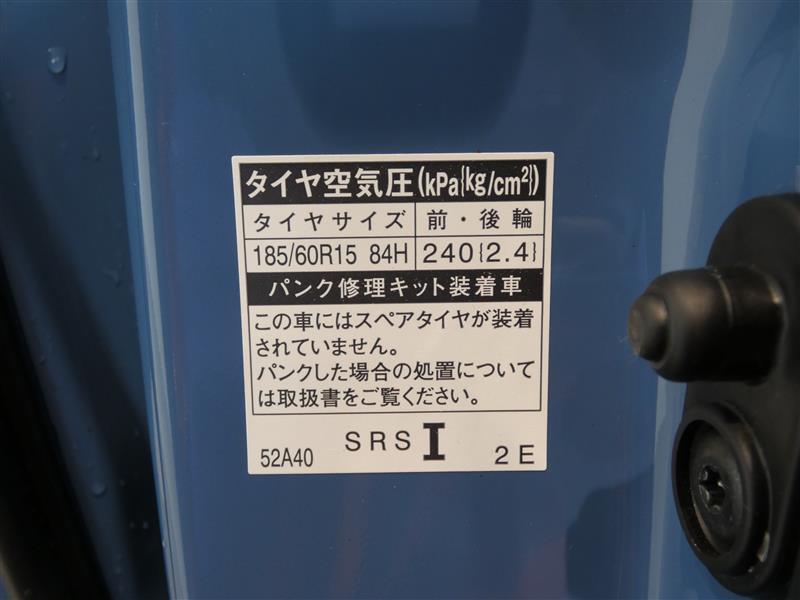 タイヤ空気圧(kPa{kg/cm²})
タイヤサイズ 前・後輪
185/60R15 84H 240{2.4}
パンク修理キット装着車
この車にはスペアタイヤが装着
されていません。
パンクした場合の処置について
は取扱書をご覧ください。
52A40 SRS I 2E